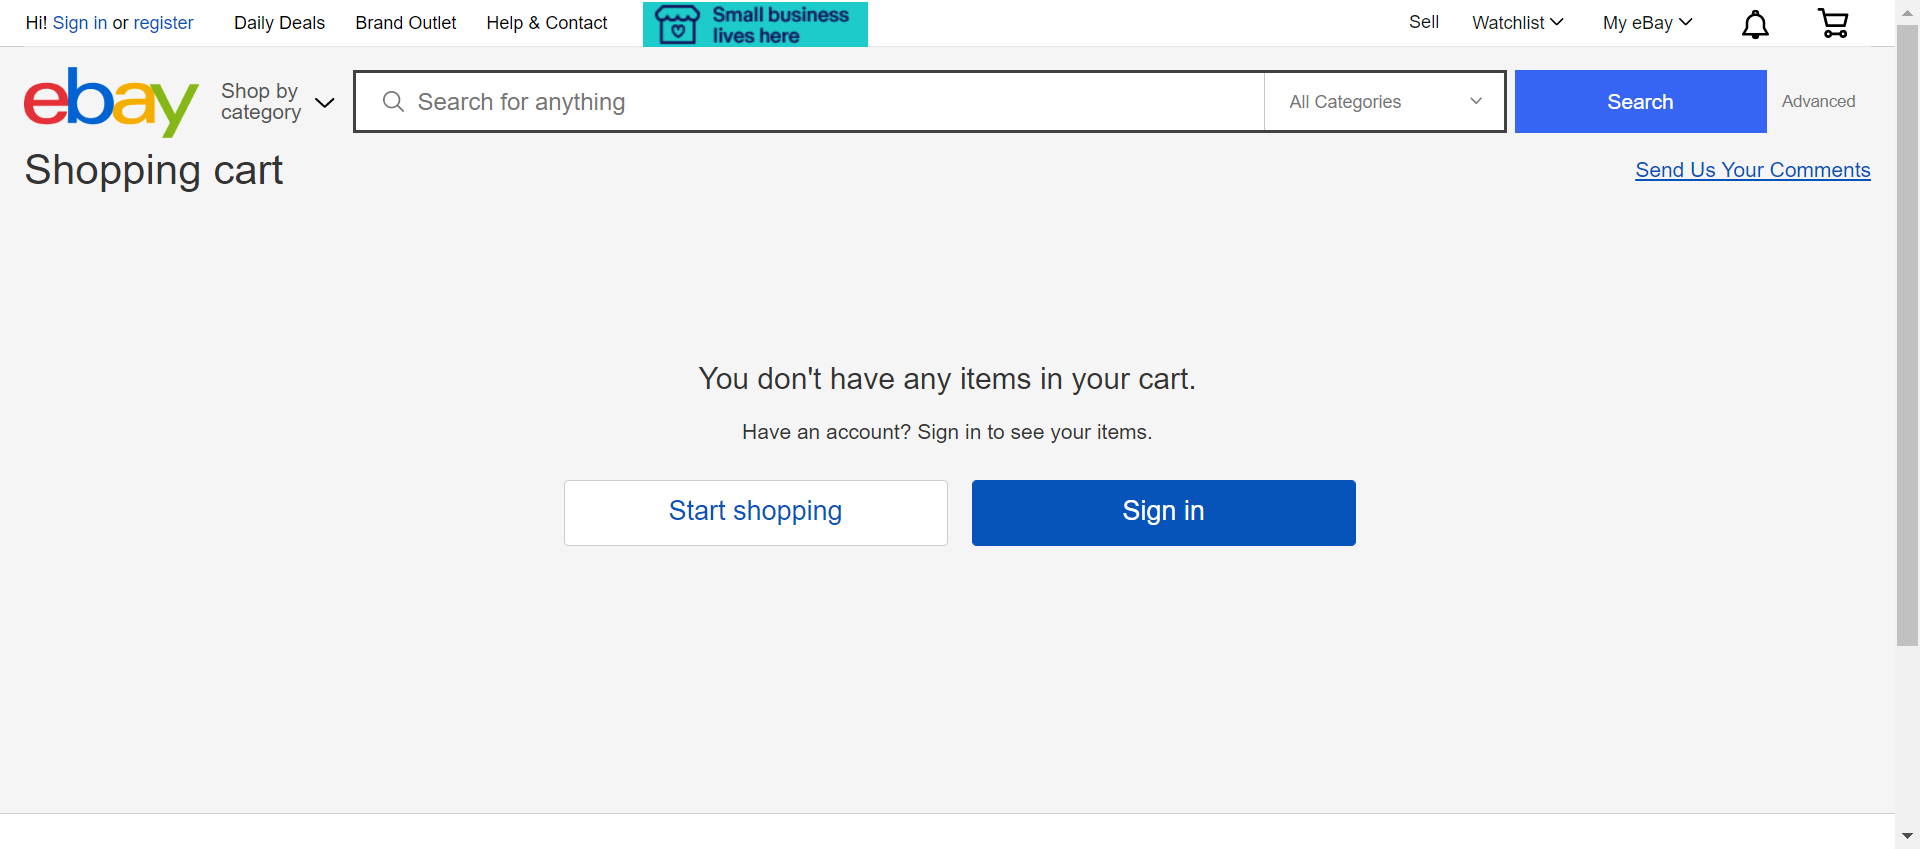 Hi! Sign in or register Daily Deals Brand Outlet Help & Contact Small business lives here Sell Watchlist My eBay
ebay Shop by category Search for anything All Categories Search Advanced
Shopping cart Send Us Your Comments
You don't have any items in your cart.
Have an account? Sign in to see your items.
Start shopping Sign in